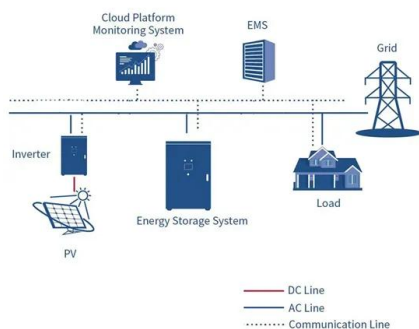 Cloud Platform
Monitoring System
EMS
Grid
Inverter
Energy Storage System
Load
PV
DC Line
AC Line
Communication Line